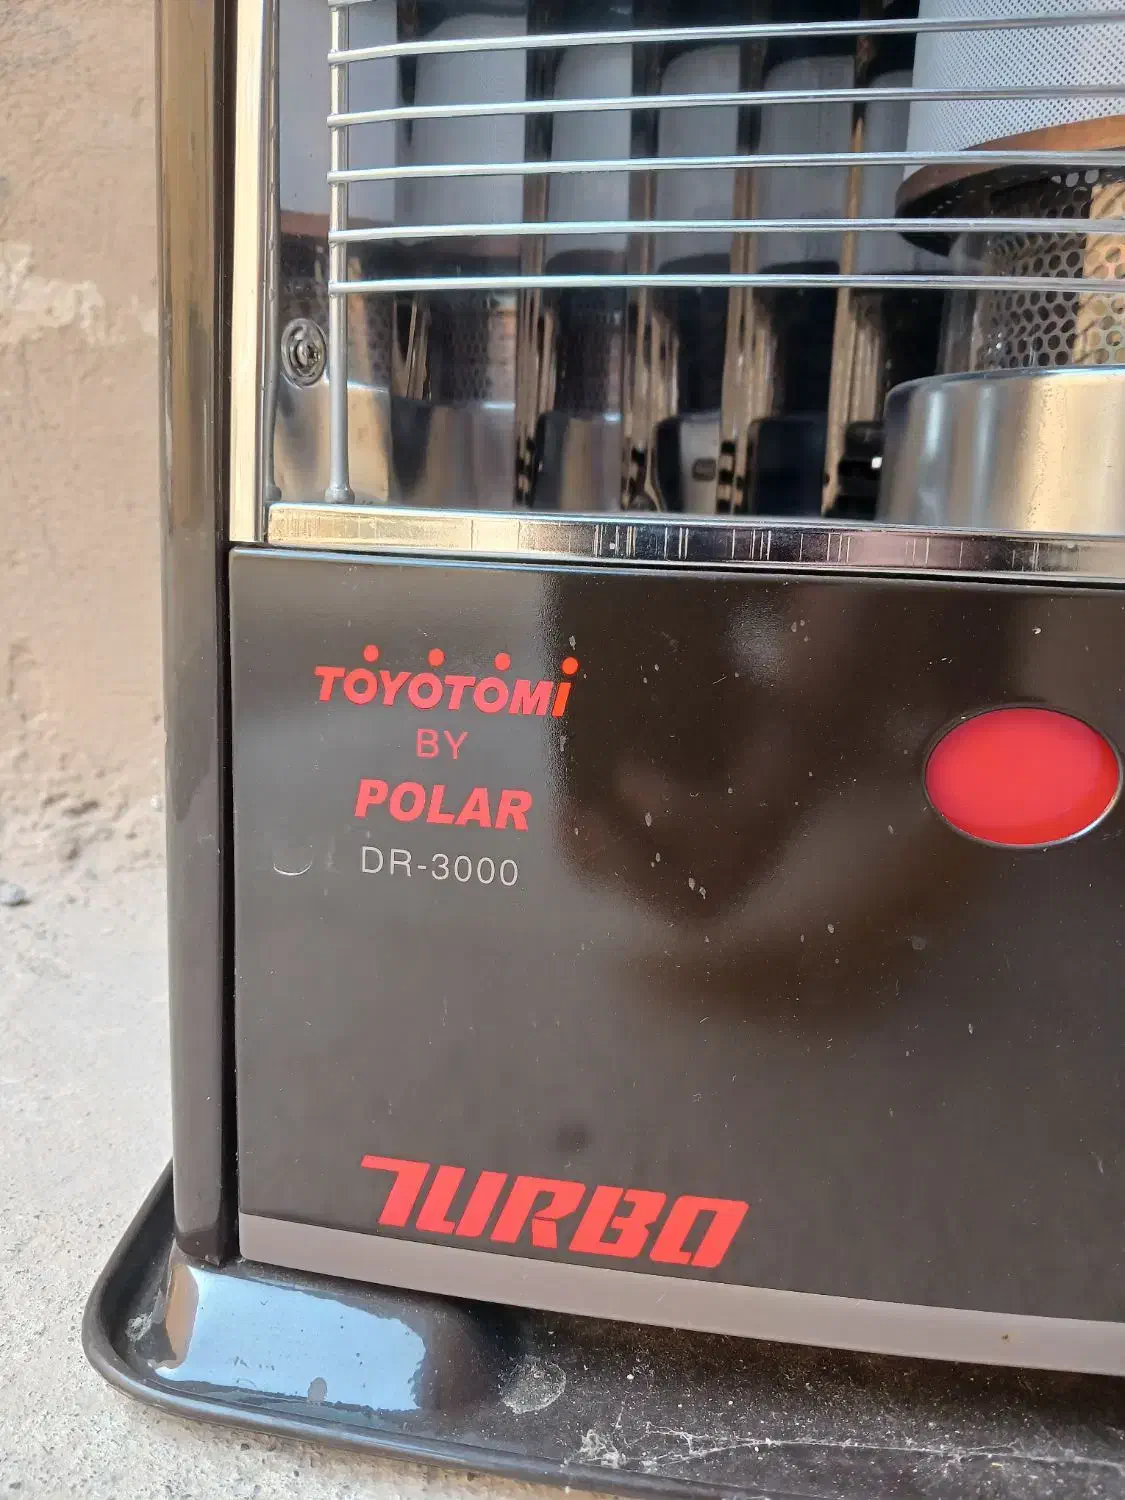 TOYOTOMi
BY
POLAR
DR-3000
TURBO